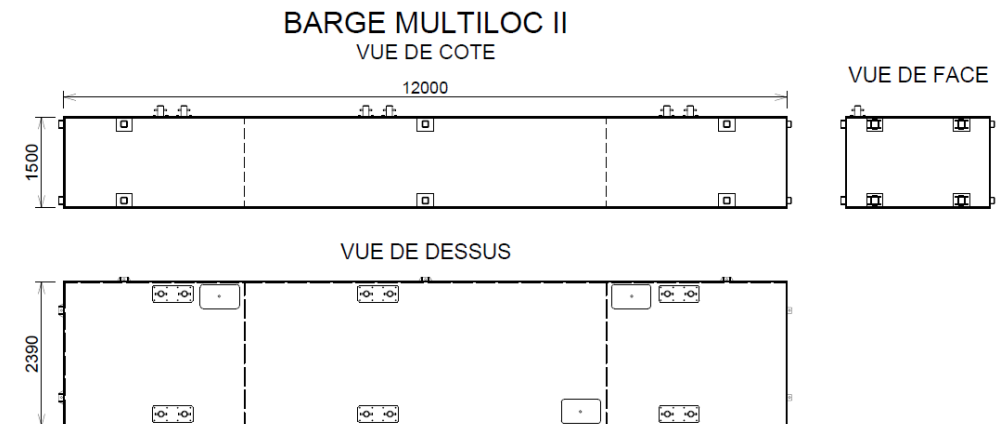 BARGE MULTILOC II
VUE DE COTE
VUE DE FACE
12000
1500
VUE DE DESSUS
2390